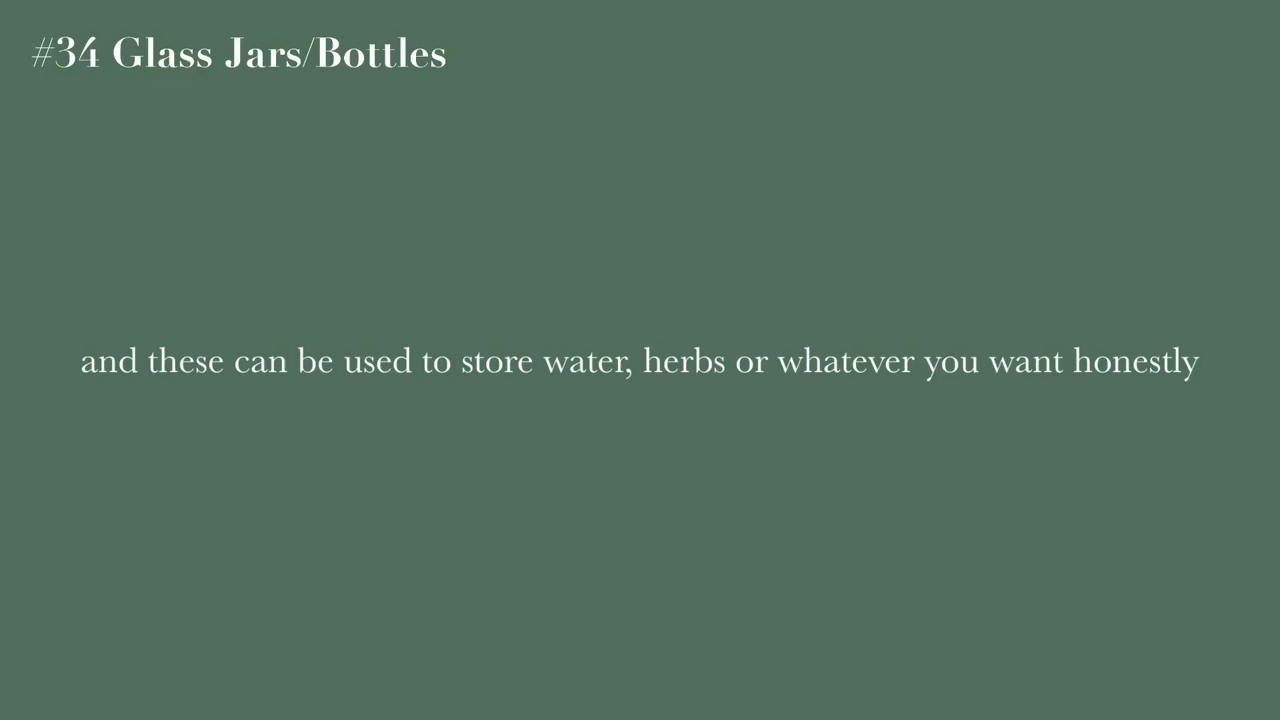 #34 Glass Jars/Bottles
and these can be used to store water, herbs or whatever you want honestly